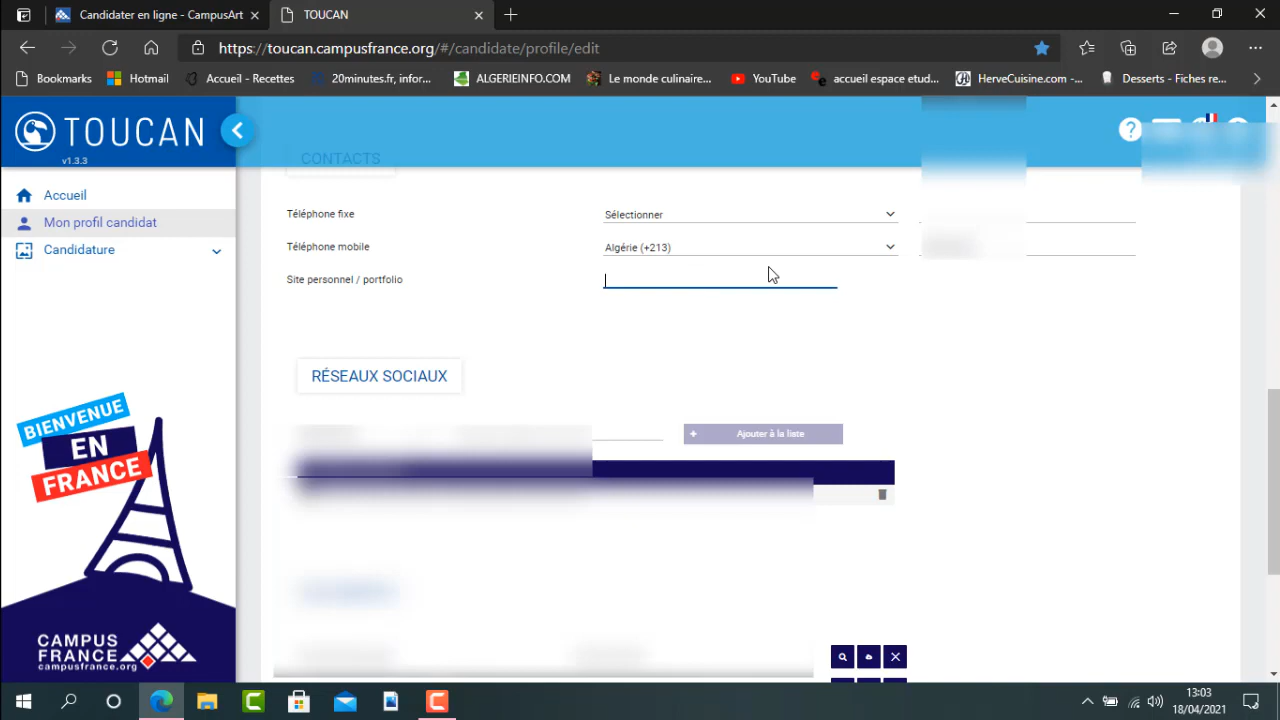 Candidater en ligne - CampusArt
TOUCAN
https://toucan.campusfrance.org/#/candidate/profile/edit
Bookmarks
Hotmail
Accueil - Recettes
20minutes.fr, infor...
ALGERIEINFO.COM
Le monde culinaire...
YouTube
accueil espace etud...
HerveCuisine.com -...
Desserts - Fiches re...
TOUCAN
v1.3.3
CONTACTS
Accueil
Mon profil candidat
Candidature
Téléphone fixe
Sélectionner
Téléphone mobile
Algérie (+213)
Site personnel / portfolio
RÉSEAUX SOCIAUX
+ Ajouter à la liste
BIENVENUE
EN
FRANCE
CAMPUS
FRANCE
campusfrance.org
13:03
18/04/2021